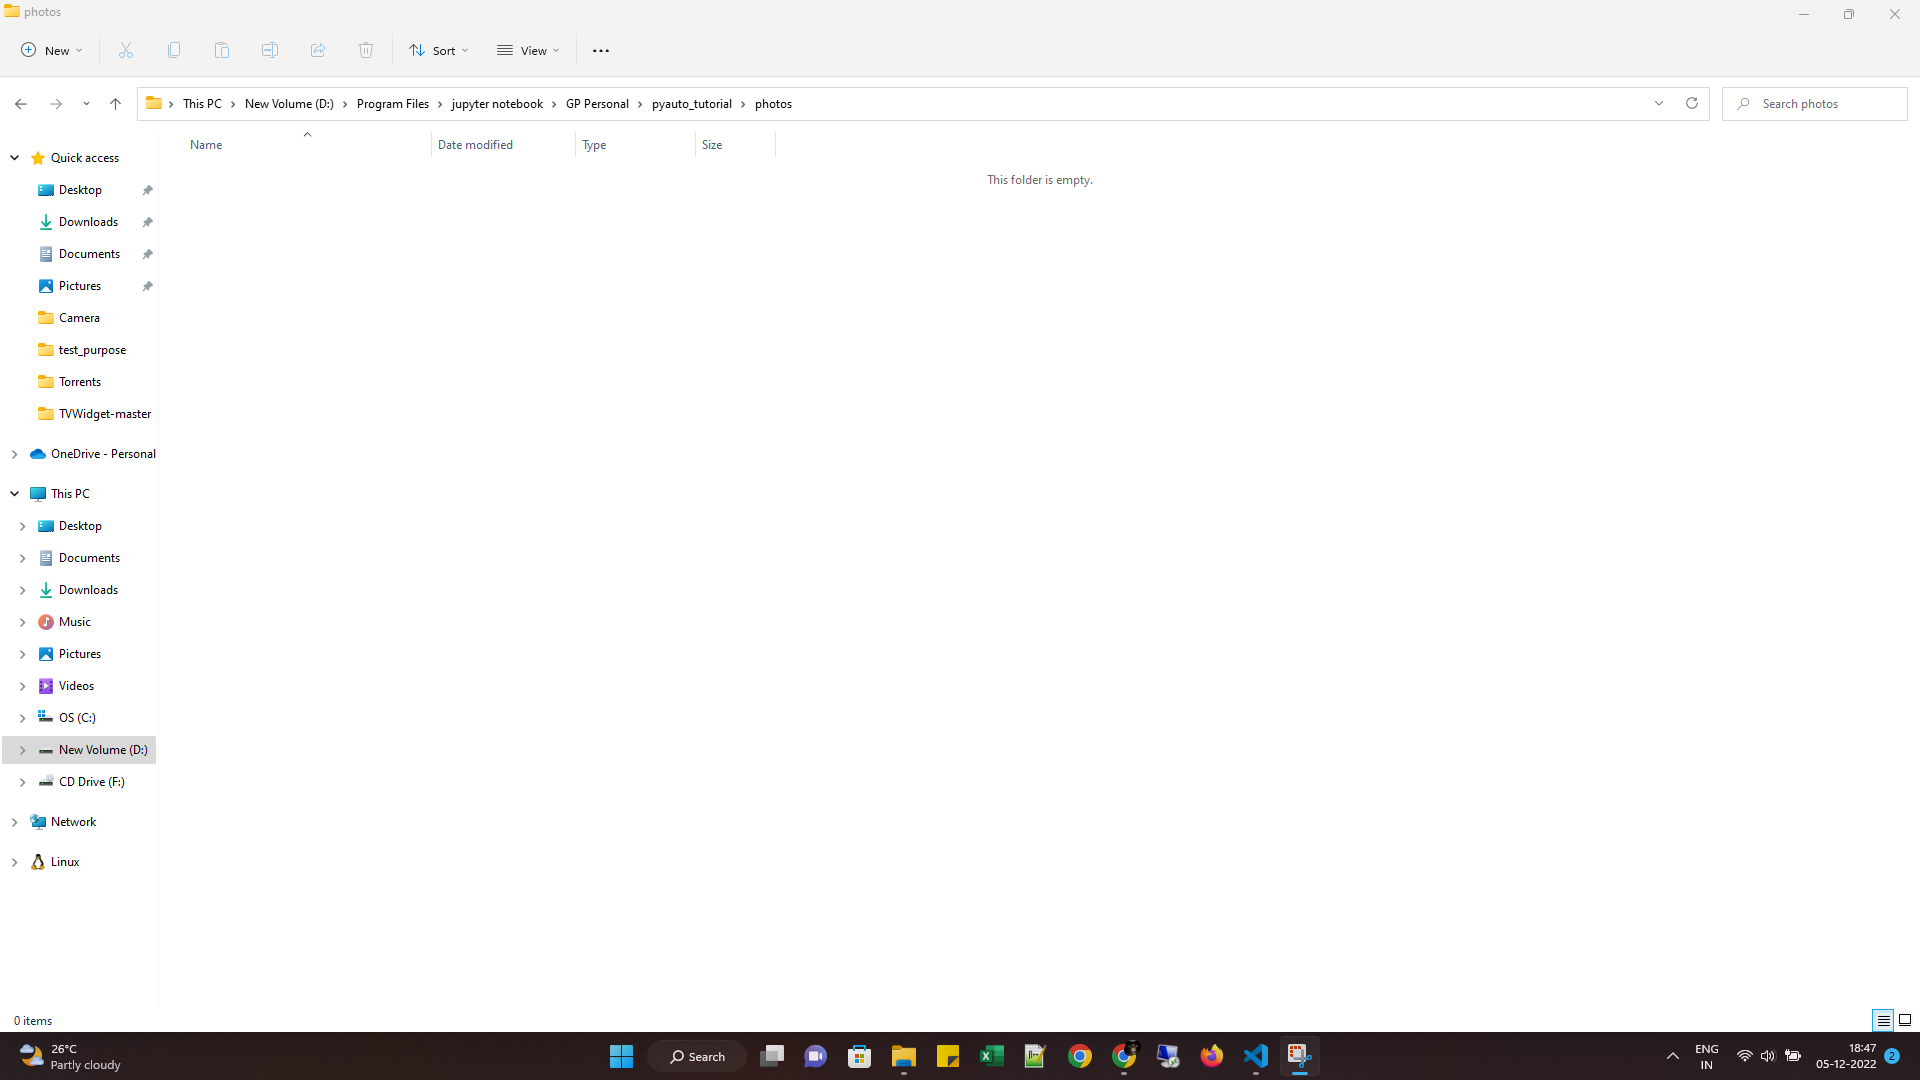 photos
New
Sort
View
This PC
New Volume (D:)
Program Files
jupyter notebook
GP Personal
pyauto_tutorial
photos
Search photos
Name
Date modified
Type
Size
This folder is empty.
Quick access
Desktop
Downloads
Documents
Pictures
Camera
test_purpose
Torrents
TVWidget-master
OneDrive - Personal
This PC
Desktop
Documents
Downloads
Music
Pictures
Videos
OS (C:)
New Volume (D:)
CD Drive (F:)
Network
Linux
0 items
26°C
Partly cloudy
Search
ENG
IN
18:47
05-12-2022
2